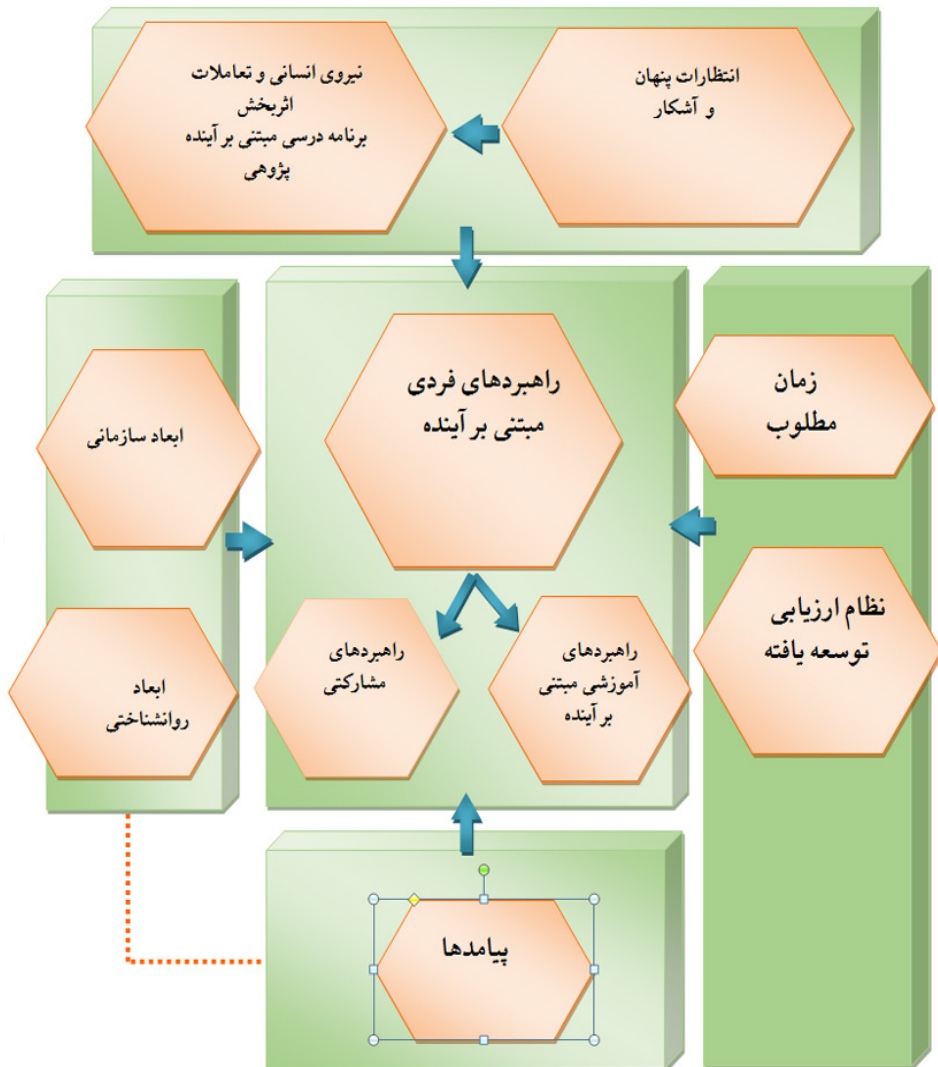 انتظارات پنهان
و آشکار
نیروی انسانی و تعاملات
اثربخش
برنامه درسی مبتنی بر آینده
پژوهی
زمان
مطلوب
نظام ارزیابی
توسعه یافته
راهبردهای فردی
مبتنی بر آینده
راهبردهای
آموزشی مبتنی
بر آینده
راهبردهای
مشارکتی
ابعاد سازمانی
ابعاد
روانشناختی
پیامدها